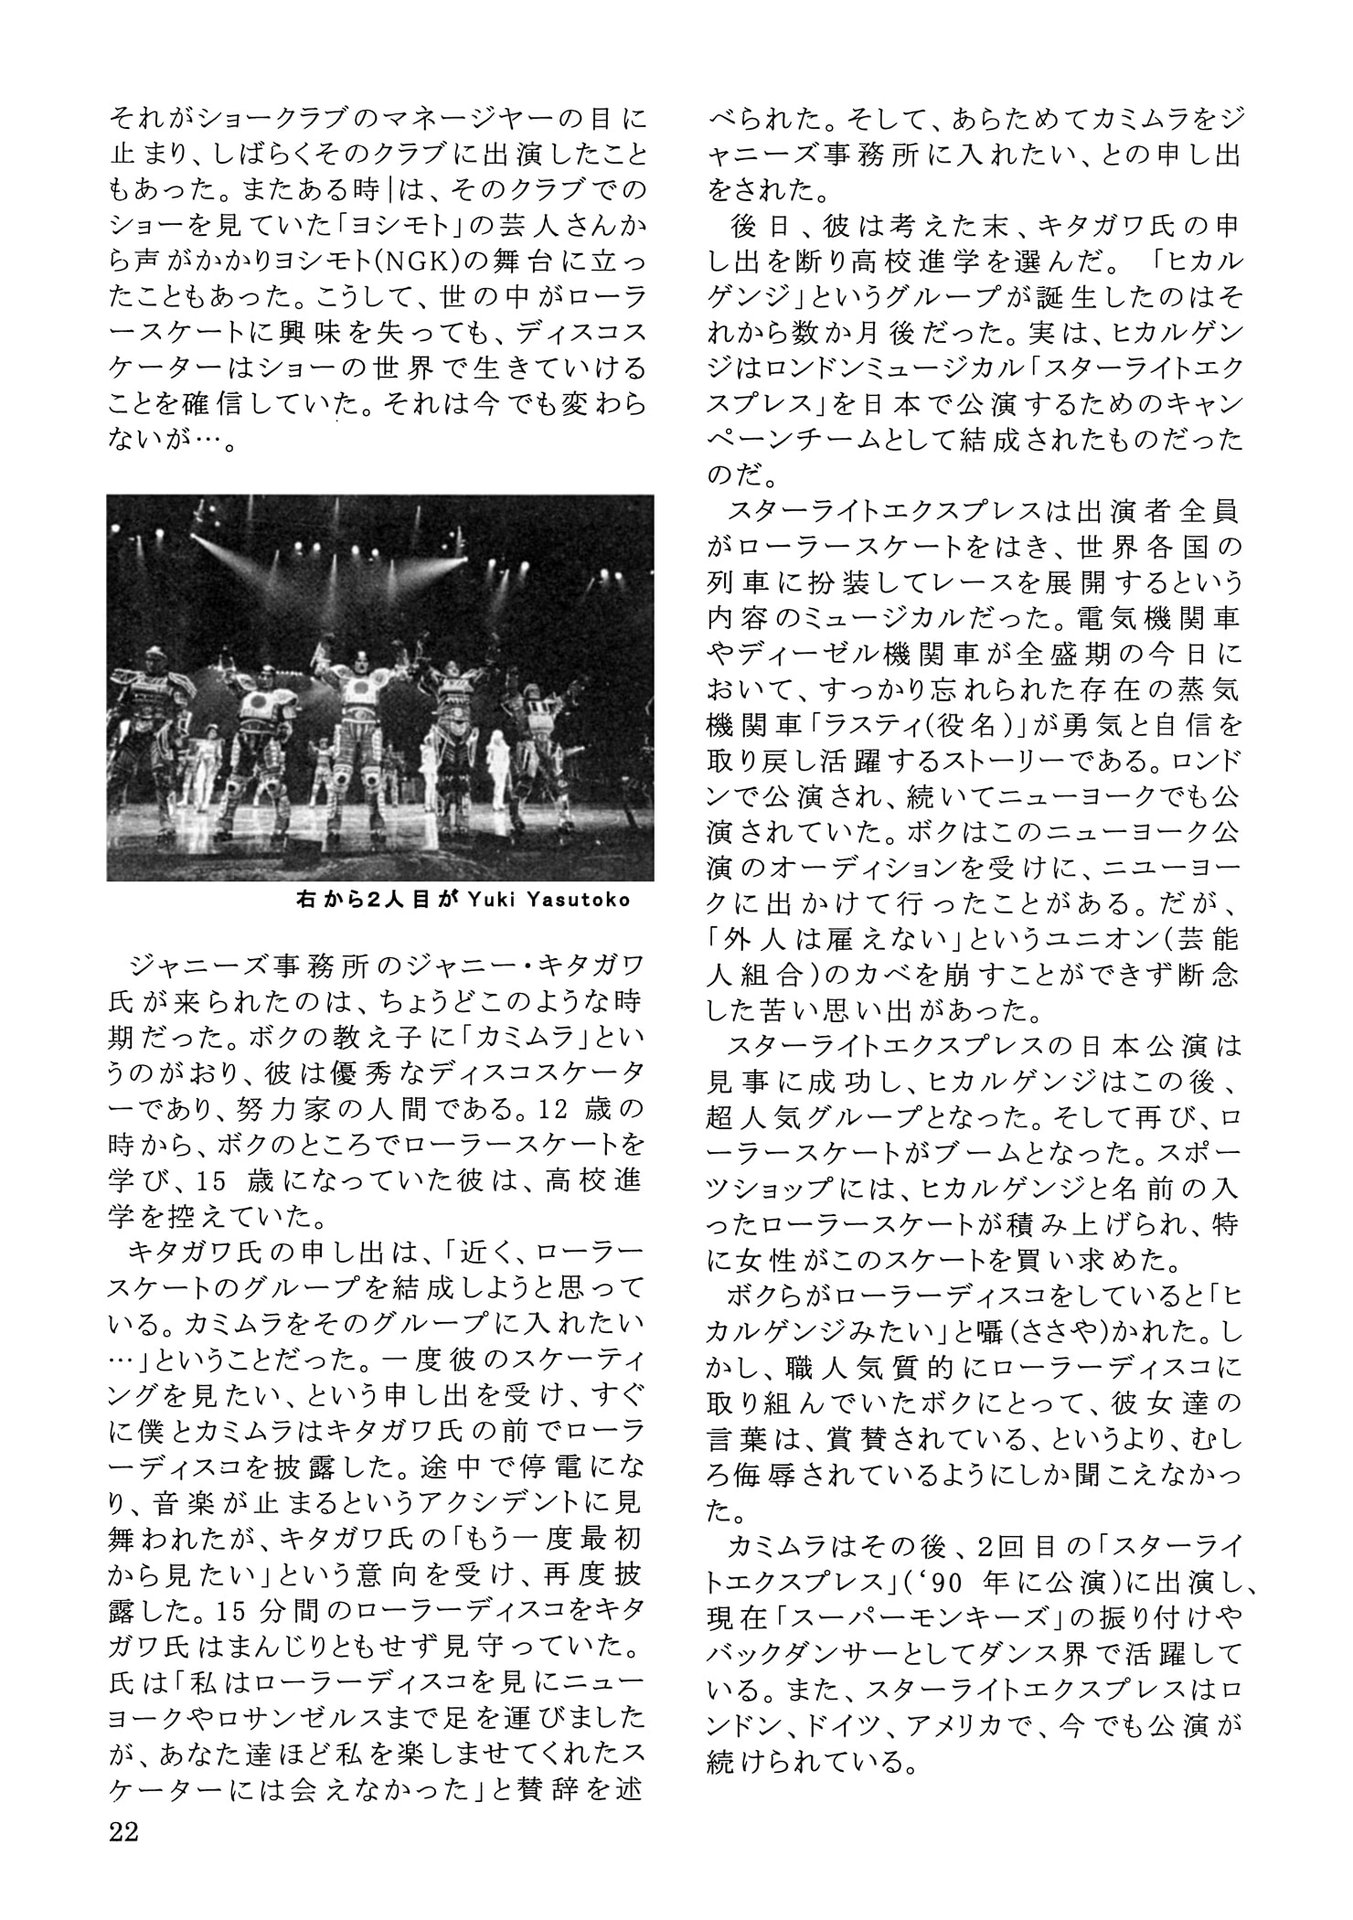 それがショークラブのマネージヤーの目に
止まり、しばらくそのクラブに出演したこと
もあった。またある時|は、そのクラブでの
ショーを見ていた「ヨシモト」の芸人さんか
ら声がかかりヨシモト(NGK)の舞台に立っ
たこともあった。こうして、世の中がローラ
ースケートに興味を失っても、ディスコス
ケーターはショーの世界で生きていける
ことを確信していた。それは今でも変わら
ないが…。
右から2人目が Yuki Yasutoko
ジャニーズ事務所のジャニー・キタガワ
氏が来られたのは、ちょうどこのような時
期だった。ボクの教え子に「カミムラ」とい
うのがおり、彼は優秀なディスコスケータ
ーであり、努力家の人間である。12 歳の
時から、ボクのところでローラースケートを
学び、15 歳になっていた彼は、高校進
学を控えていた。
キタガワ氏の申し出は、「近く、ローラー
スケートのグループを結成しようと思って
いる。カミムラをそのグループに入れたい
…」ということだった。一度彼のスケーティ
ングを見たい、という申し出を受け、すぐ
に僕とカミムラはキタガワ氏の前でローラ
ーディスコを披露した。途中で停電にな
り、音楽が止まるというアクシデントに見
舞われたが、キタガワ氏の「もう一度最初
から見たい」という意向を受け、再度披
露した。15 分間のローラーディスコをキタ
ガワ氏はまんじりともせず見守っていた。
氏は「私はローラーディスコを見にニュー
ヨークやロサンゼルスまで足を運びました
が、あなた達ほど私を楽しませてくれたス
ケーターには会えなかった」と賛辞を述
べられた。そして、あらためてカミムラをジ
ャニーズ事務所に入れたい、との申し出
をされた。
後日、彼は考えた末、キタガワ氏の申
し出を断り高校進学を選んだ。 「ヒカル
ゲンジ」というグループが誕生したのはそ
れから数か月後だった。実は、ヒカルゲン
ジはロンドンミュージカル「スターライトエク
スプレス」を日本で公演するためのキャン
ペーンチームとして結成されたものだった
のだ。
スターライトエクスプレスは出演者全員
がローラースケートをはき、世界各国の
列車に扮装してレースを展開するという
内容のミュージカルだった。電気機関車
やディーゼル機関車が全盛期の今日に
おいて、すっかり忘れられた存在の蒸気
機関車「ラスティ(役名)」が勇気と自信を
取り戻し活躍するストーリーである。ロンド
ンで公演され、続いてニューヨークでも公
演されていた。ボクはこのニューヨーク公
演のオーディションを受けに、ニユーヨー
クに出かけて行ったことがある。だが、
「外人は雇えない」というユニオン(芸能
人組合)のカベを崩すことができず断念
した苦い思い出があった。
スターライトエクスプレスの日本公演は
見事に成功し、ヒカルゲンジはこの後、
超人気グループとなった。そして再び、ロ
ーラースケートがブームとなった。スポー
ツショップには、ヒカルゲンジと名前の入
ったローラースケートが積み上げられ、特
に女性がこのスケートを買い求めた。
ボクらがローラーディスコをしていると「ヒ
カルゲンジみたい」と囁(ささや)かれた。し
かし、職人気質的にローラーディスコに
取り組んでいたボクにとって、彼女達の
言葉は、賞賛されている、というより、むし
ろ侮辱されているようにしか聞こえなかっ
た。
カミムラはその後、2回目の「スターライ
トエクスプレス」(‘90 年に公演)に出演し、
現在「スーパーモンキーズ」の振り付けや
バックダンサーとしてダンス界で活躍して
いる。また、スターライトエクスプレスはロ
ンドン、ドイツ、アメリカで、今でも公演が
続けられている。
22